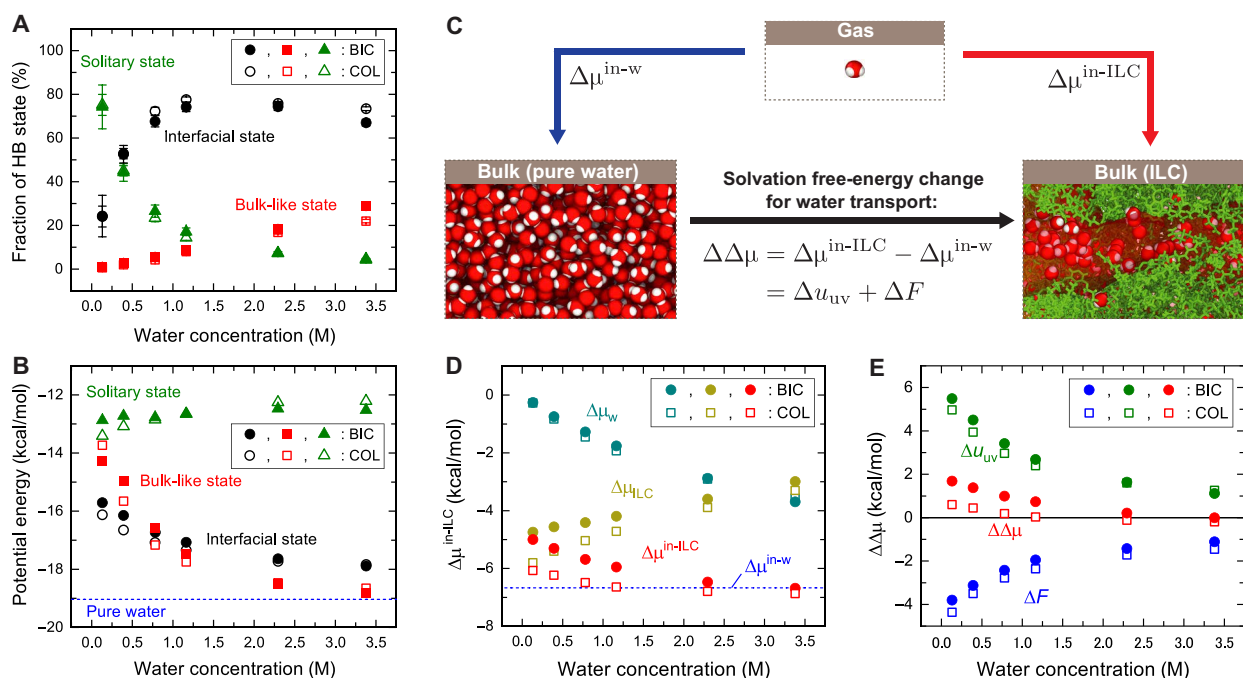 A
Fraction of HB state (%)
100
80
60
40
20
0
Solitary state
, , : BIC
, , : COL
Interfacial state
Bulk-like state
0.0 0.5 1.0 1.5 2.0 2.5 3.0 3.5
Water concentration (M)
B
Potential energy (kcal/mol)
−12
−14
−16
−18
−20
Solitary state
, , : BIC
, , : COL
Bulk-like state
Interfacial state
Pure water
0.0 0.5 1.0 1.5 2.0 2.5 3.0 3.5
Water concentration (M)
C
Gas
Δμ^in-w
Δμ^in-ILC
Bulk (pure water)
Solvation free-energy change
for water transport:
ΔΔμ = Δμ^in-ILC − Δμ^in-w
= Δu_uv + ΔF
Bulk (ILC)
D
Δμ^in-ILC (kcal/mol)
0
−2
−4
−6
−8
, , : BIC
, , : COL
Δμ_w
Δμ_ILC
Δμ^in-ILC
Δμ^in-w
0.0 0.5 1.0 1.5 2.0 2.5 3.0 3.5
Water concentration (M)
E
ΔΔμ (kcal/mol)
6
4
2
0
−2
−4
, , : BIC
, , : COL
Δu_uv
ΔΔμ
ΔF
0.0 0.5 1.0 1.5 2.0 2.5 3.0 3.5
Water concentration (M)